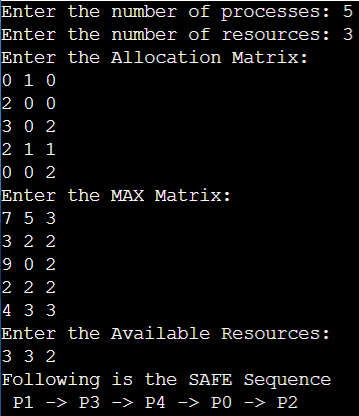 Enter the number of processes: 5
Enter the number of resources: 3
Enter the Allocation Matrix:
0 1 0
2 0 0
3 0 2
2 1 1
0 0 2
Enter the MAX Matrix:
7 5 3
3 2 2
9 0 2
2 2 2
4 3 3
Enter the Available Resources:
3 3 2
Following is the SAFE Sequence
P1 -> P3 -> P4 -> P0 -> P2